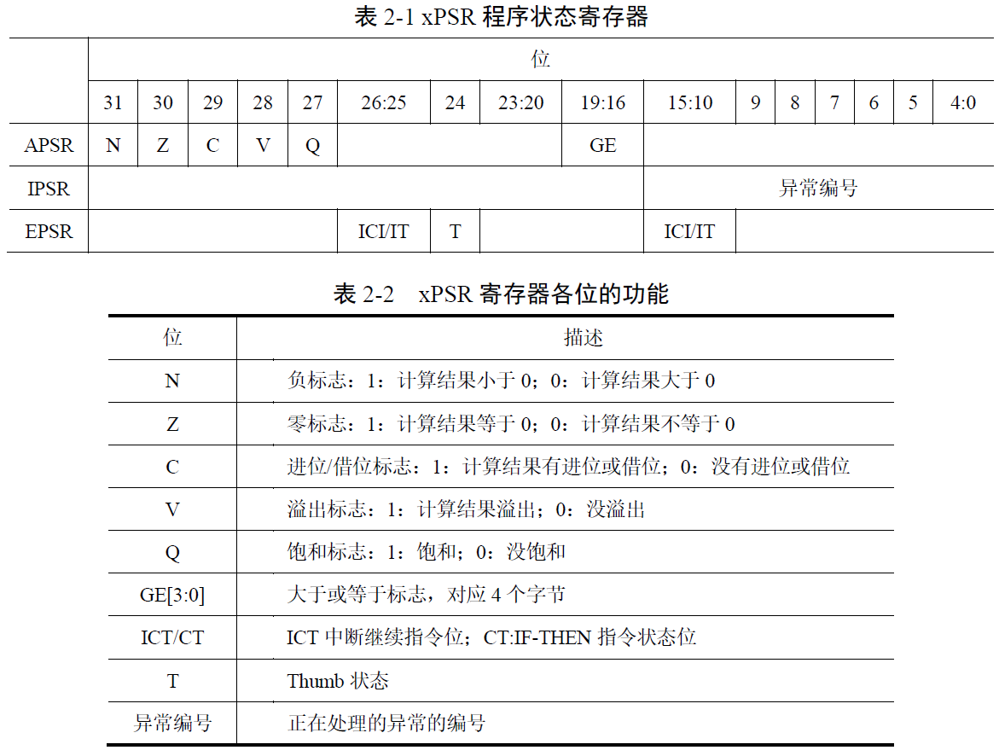 表 2-1 xPSR 程序状态寄存器
位
31 30 29 28 27 26:25 24 23:20 19:16 15:10 9 8 7 6 5 4:0
APSR N Z C V Q GE
IPSR 异常编号
EPSR ICI/IT T ICI/IT
表 2-2 xPSR 寄存器各位的功能
位 描述
N 负标志：1：计算结果小于 0；0：计算结果大于 0
Z 零标志：1：计算结果等于 0；0：计算结果不等于 0
C 进位/借位标志：1：计算结果有进位或借位；0：没有进位或借位
V 溢出标志：1：计算结果溢出；0：没溢出
Q 饱和标志：1：饱和；0：没饱和
GE[3:0] 大于或等于标志，对应 4 个字节
ICT/CT ICT 中断继续指令位；CT:IF-THEN 指令状态位
T Thumb 状态
异常编号 正在处理的异常的编号